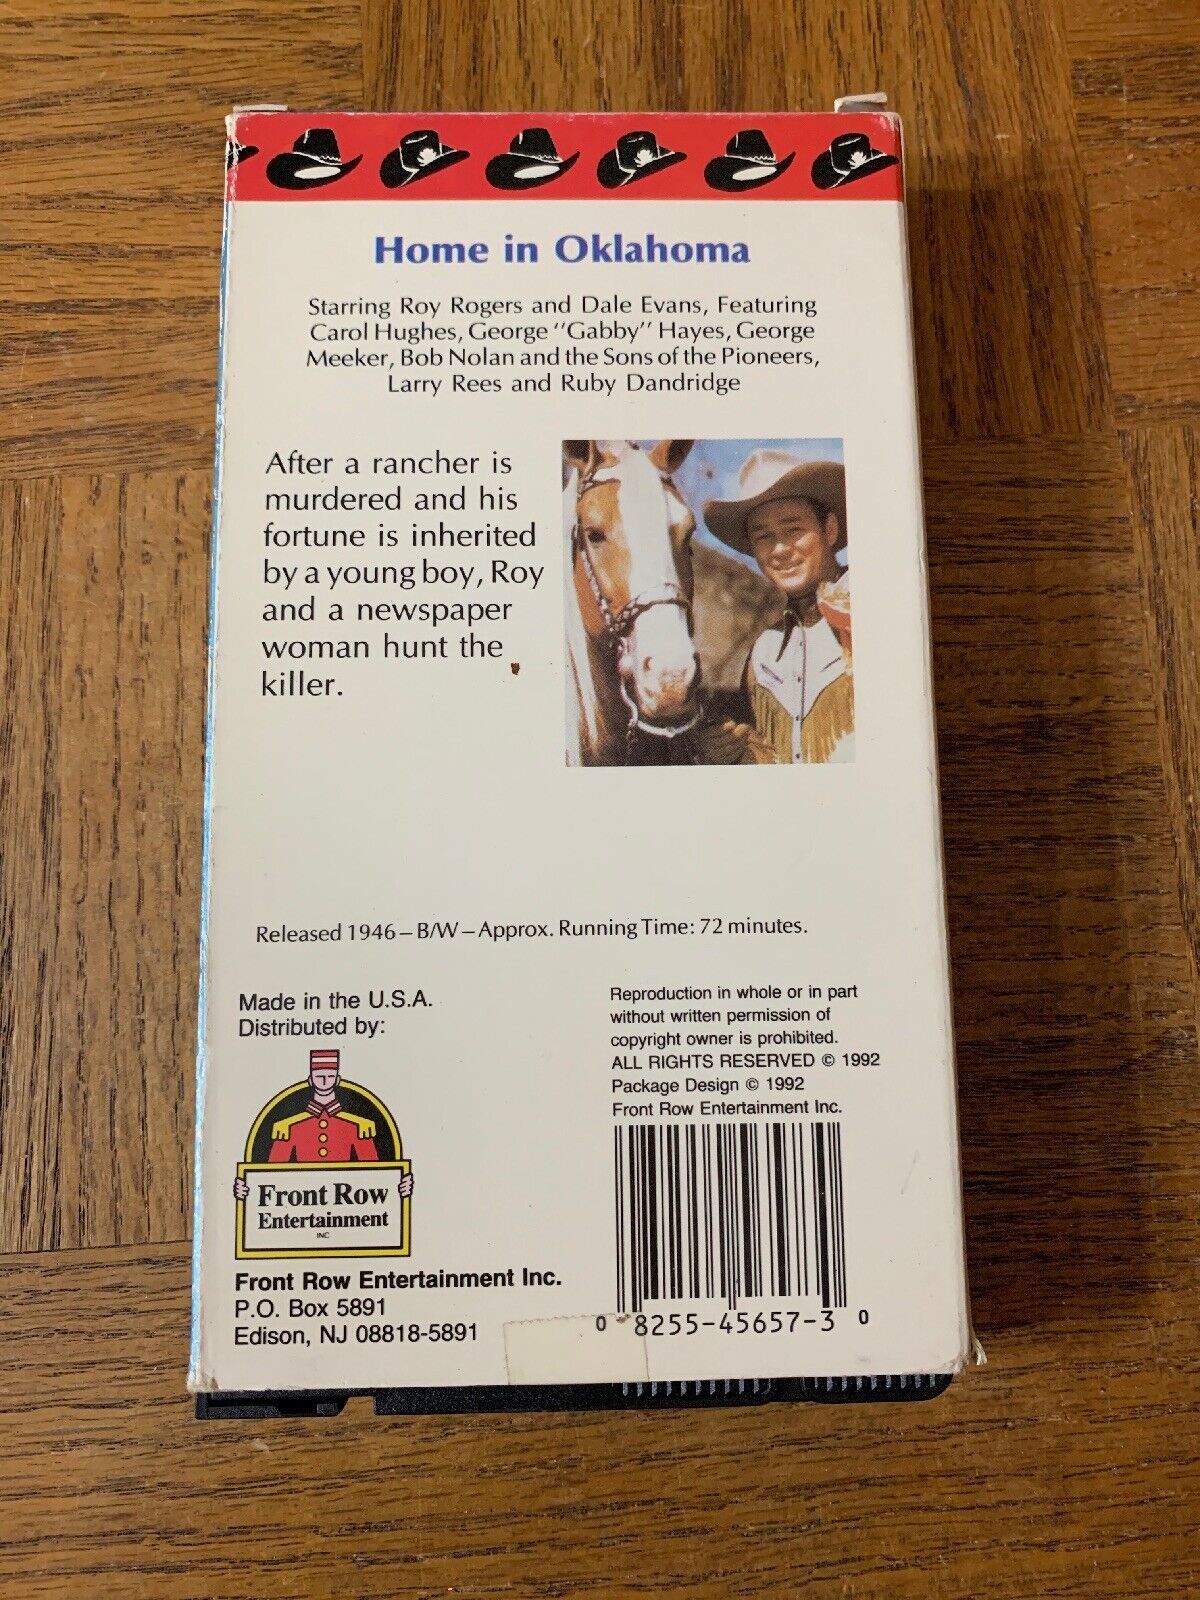 Home in Oklahoma
Starring Roy Rogers and Dale Evans, Featuring
Carol Hughes, George "Gabby" Hayes, George
Meeker, Bob Nolan and the Sons of the Pioneers,
Larry Rees and Ruby Dandridge
After a rancher is
murdered and his
fortune is inherited
by a young boy, Roy
and a newspaper
woman hunt the
killer.
Released 1946 – B/W – Approx. Running Time: 72 minutes.
Made in the U.S.A.
Distributed by:
Front Row
Entertainment
INC
Front Row Entertainment Inc.
P.O. Box 5891
Edison, NJ 08818-5891
Reproduction in whole or in part
without written permission of
copyright owner is prohibited.
ALL RIGHTS RESERVED © 1992
Package Design © 1992
Front Row Entertainment Inc.
0 8255-45657-3 0